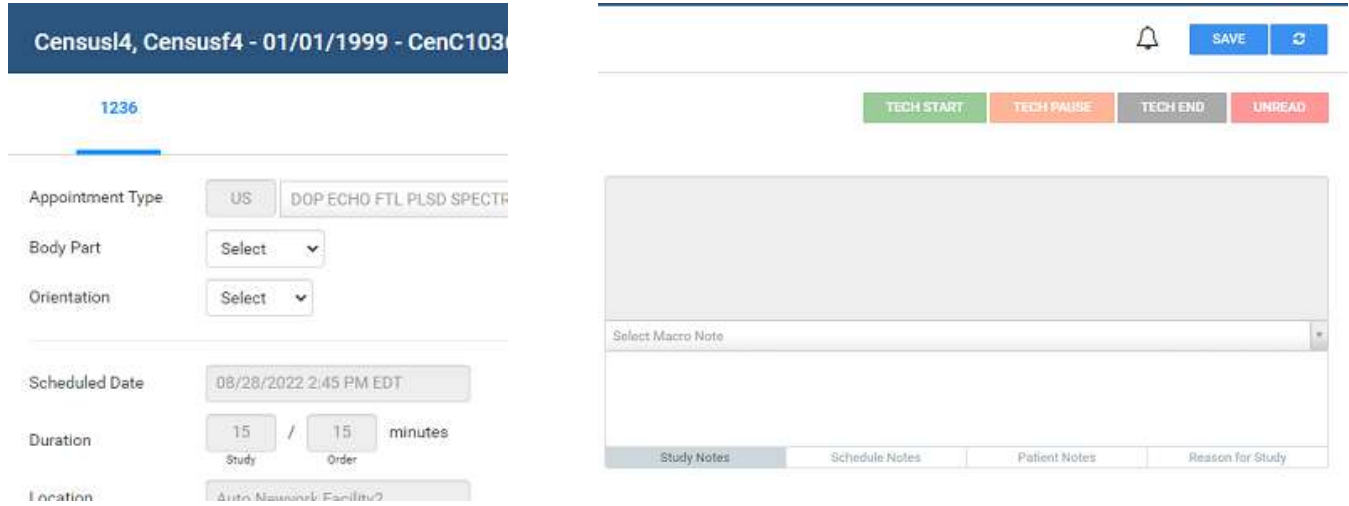 Censusl4, Censusf4 - 01/01/1999 - CenC103
SAVE
1236
TECH START TECH PAUSE TECH END UNREAD
Appointment Type US DOP ECHO FTL PLSD SPECTR
Body Part Select
Orientation Select
Select Macro Note
Scheduled Date 08/28/2022 2:45 PM EDT
Duration 15 / 15 minutes
Study Order
Study Notes Schedule Notes Patient Notes Reason for Study
Location Auto Newyork Facility2